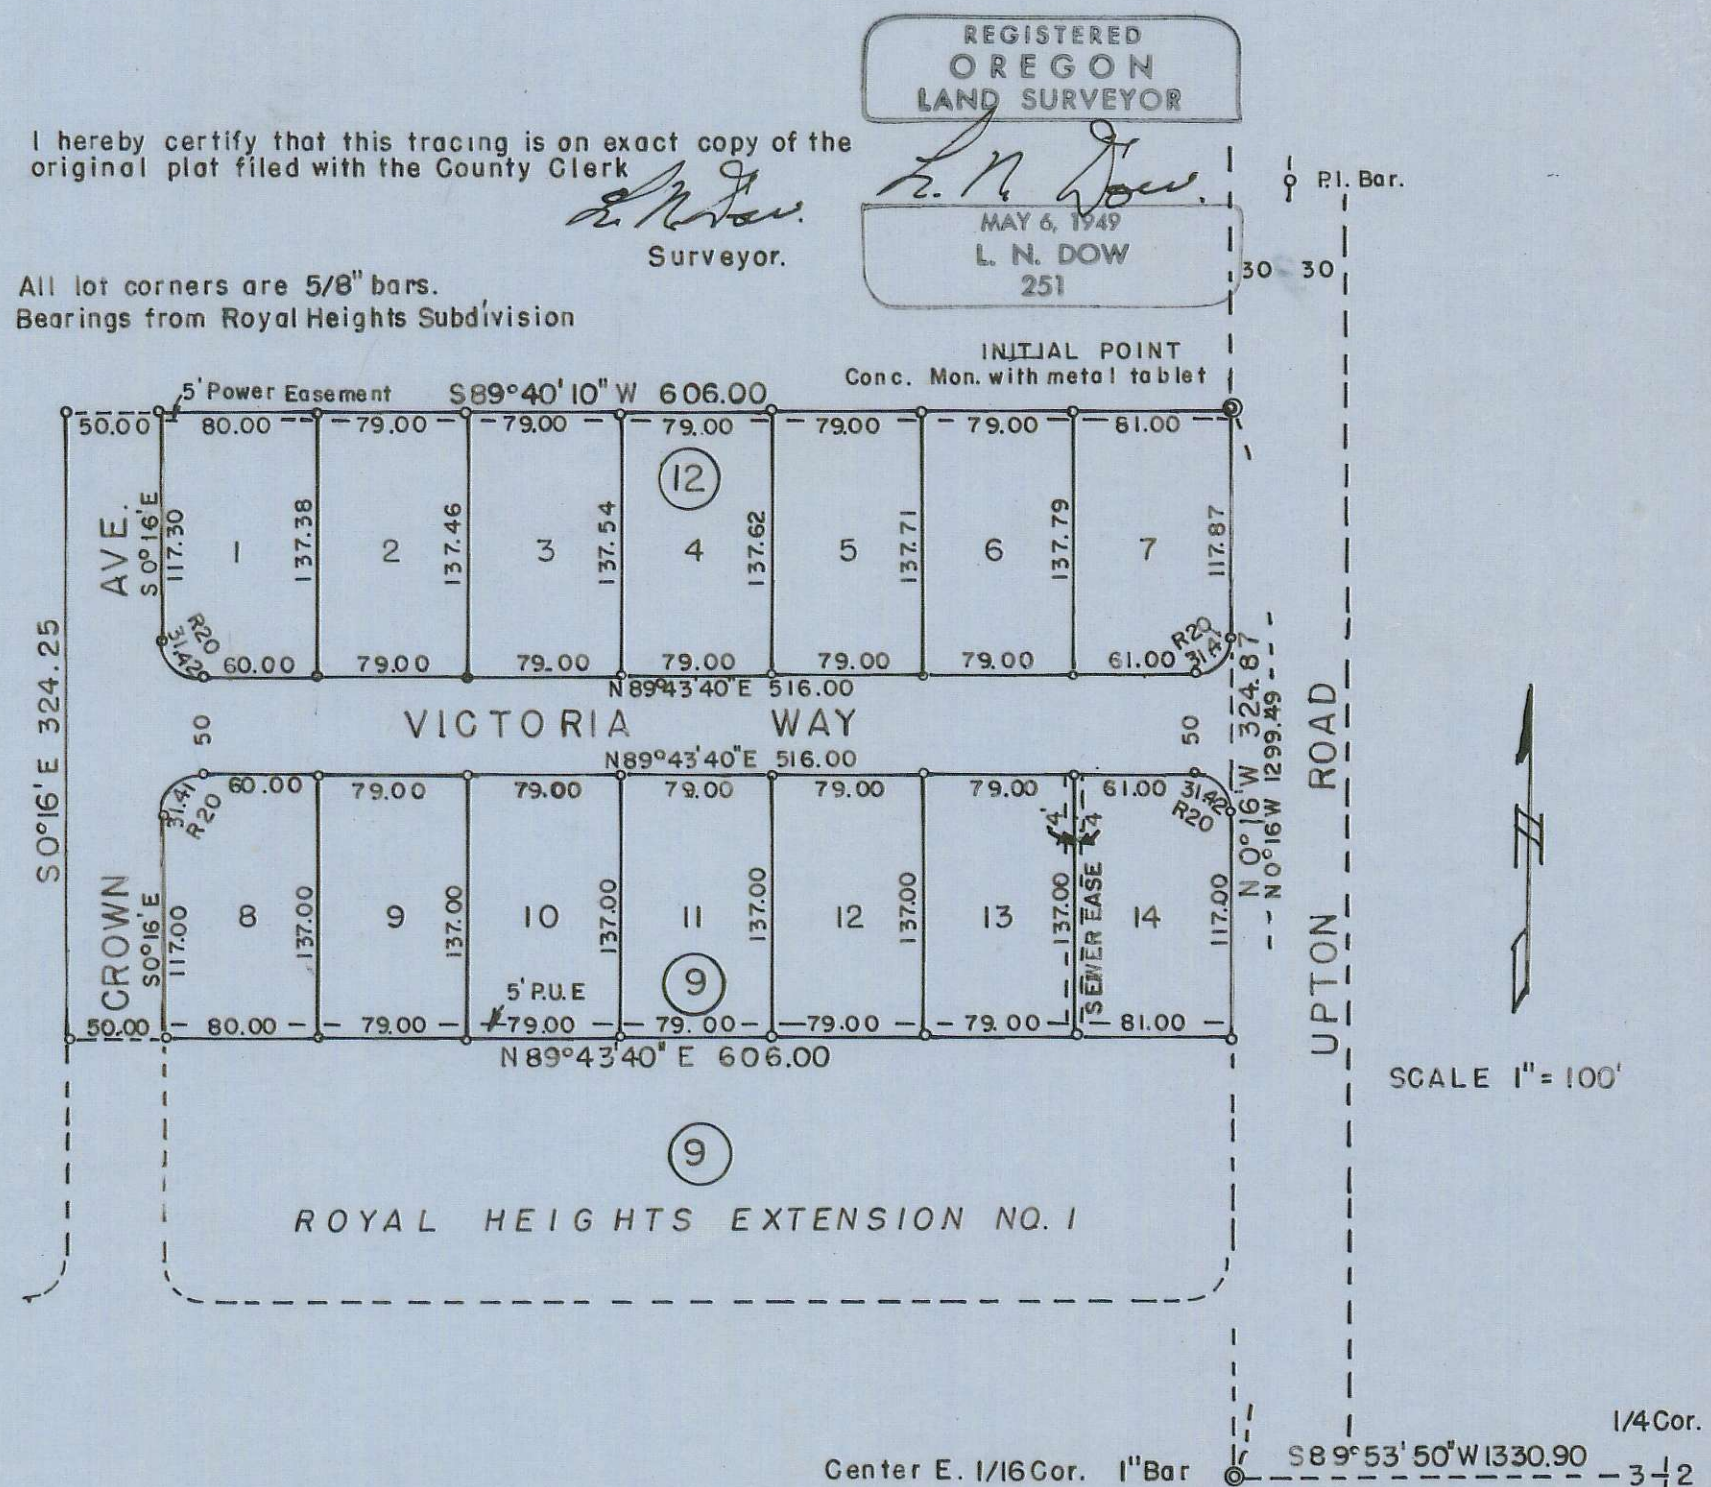 REGISTERED
OREGON
LAND SURVEYOR
L. N. Dow.
MAY 6, 1949
L. N. DOW
251
I hereby certify that this tracing is an exact copy of the
original plat filed with the County Clerk
L. N. Dow.
Surveyor.
All lot corners are 5/8" bars.
Bearings from Royal Heights Subdivision
P.I. Bar.
30 30
INITIAL POINT
Conc. Mon. with metal tablet
5' Power Easement S89°40'10" W 606.00
50.00 80.00 79.00 79.00 79.00 79.00 79.00 81.00
12
AVE.
S 0°16'E
117.30 137.38 137.46 137.54 137.62 137.71 137.79 117.87
1 2 3 4 5 6 7
R20 31.42 R20 31.41
60.00 79.00 79.00 79.00 79.00 79.00 61.00
N 89°43'40"E 516.00
S 0°16'E 324.25
50 VICTORIA WAY 50
N 0°16'W 324.87
N 0°16'W 1299.49
N89°43'40"E 516.00
31.41 R20 60.00 79.00 79.00 79.00 79.00 79.00 61.00 31.42 R20
4' 4'
SEWER EASE
CROWN
S0°16'E
117.00 137.00 137.00 137.00 137.00 137.00 137.00 117.00
8 9 10 11 12 13 14
5' P.U.E
9
50.00 80.00 79.00 79.00 79.00 79.00 79.00 81.00
N 89°43'40" E 606.00
UPTON ROAD
SCALE 1" = 100'
9
ROYAL HEIGHTS EXTENSION NO. 1
1/4 Cor.
Center E. 1/16 Cor. 1" Bar S89°53'50"W 1330.90
3 2